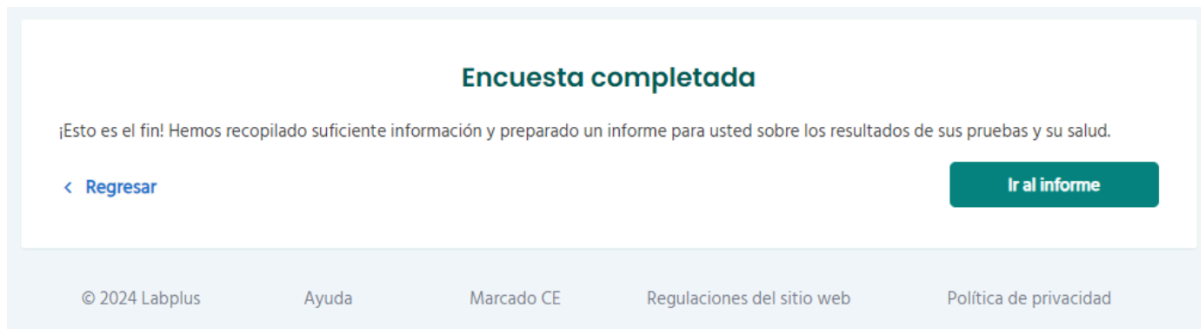 Encuesta completada
¡Esto es el fin! Hemos recopilado suficiente información y preparado un informe para usted sobre los resultados de sus pruebas y su salud.
Regresar
Ir al informe
© 2024 Labplus Ayuda Marcado CE Regulaciones del sitio web Política de privacidad